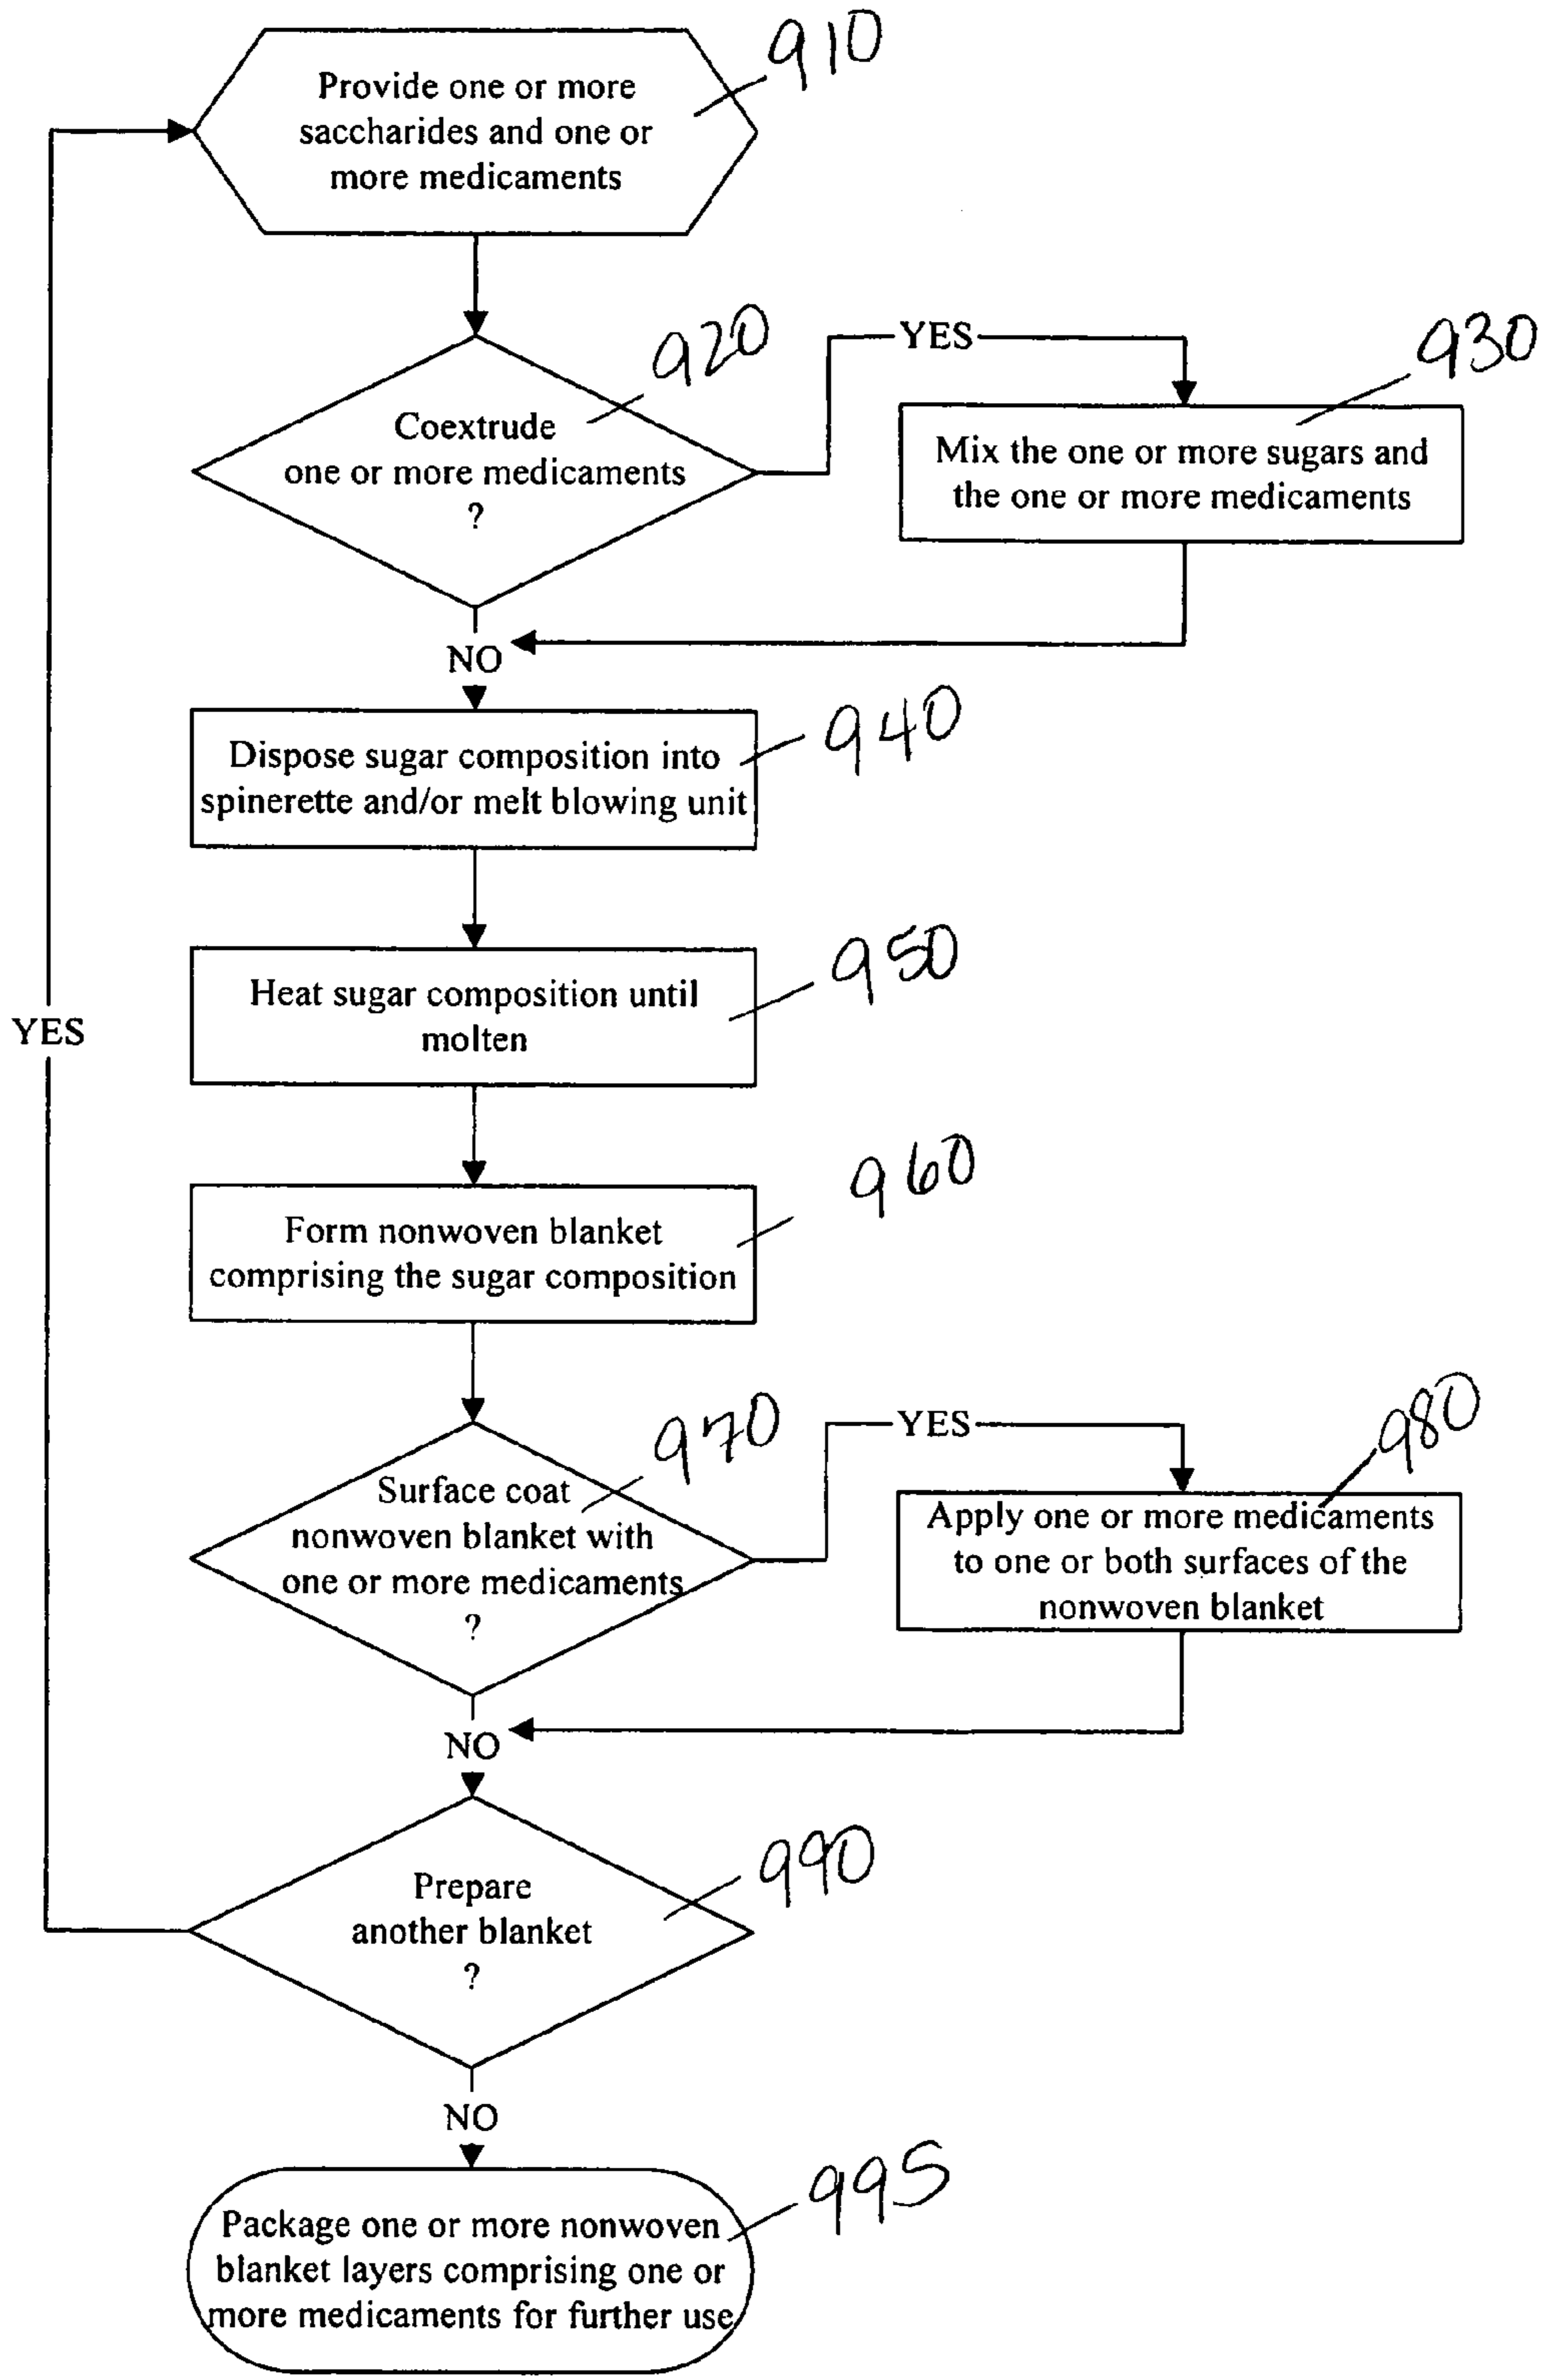 910
Provide one or more
saccharides and one or
more medicaments
920
Coextrude
one or more medicaments
?
YES
930
Mix the one or more sugars and
the one or more medicaments
NO
940
Dispose sugar composition into
spinerette and/or melt blowing unit
950
Heat sugar composition until
molten
YES
960
Form nonwoven blanket
comprising the sugar composition
970
Surface coat
nonwoven blanket with
one or more medicaments
?
YES
980
Apply one or more medicaments
to one or both surfaces of the
nonwoven blanket
NO
990
Prepare
another blanket
?
NO
995
Package one or more nonwoven
blanket layers comprising one or
more medicaments for further use